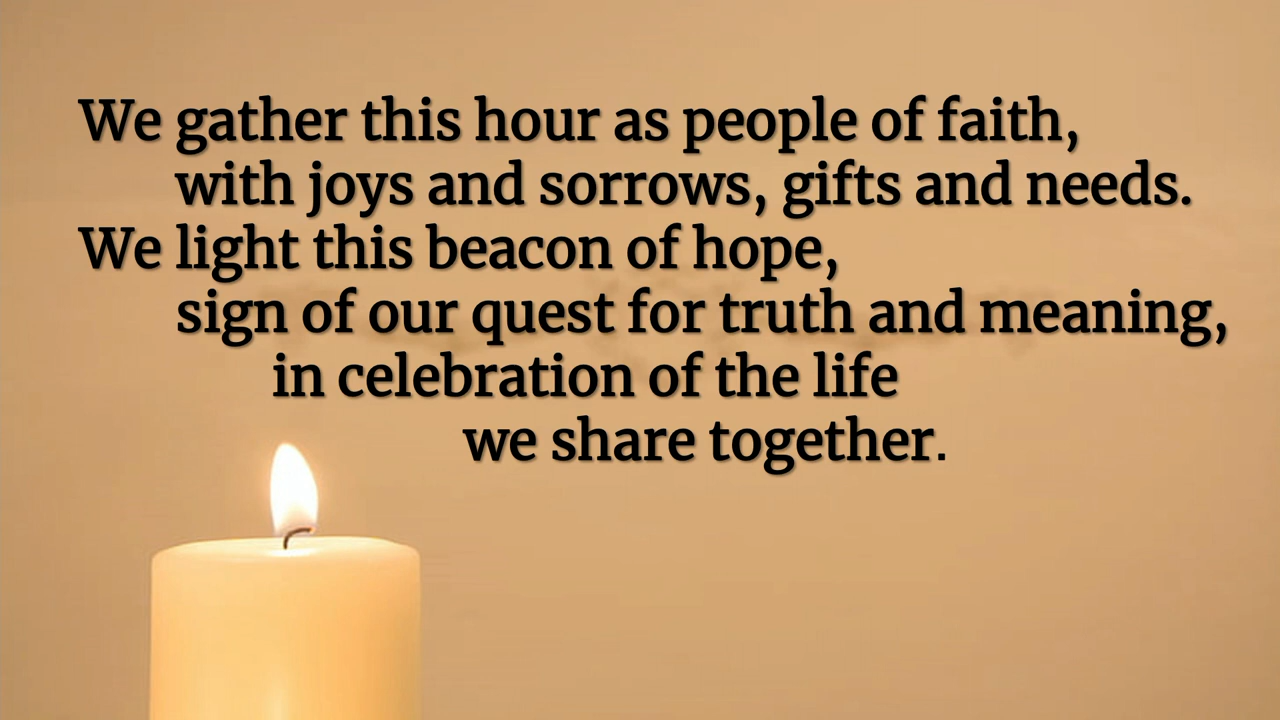 We gather this hour as people of faith,
with joys and sorrows, gifts and needs.
We light this beacon of hope,
sign of our quest for truth and meaning,
in celebration of the life
we share together.